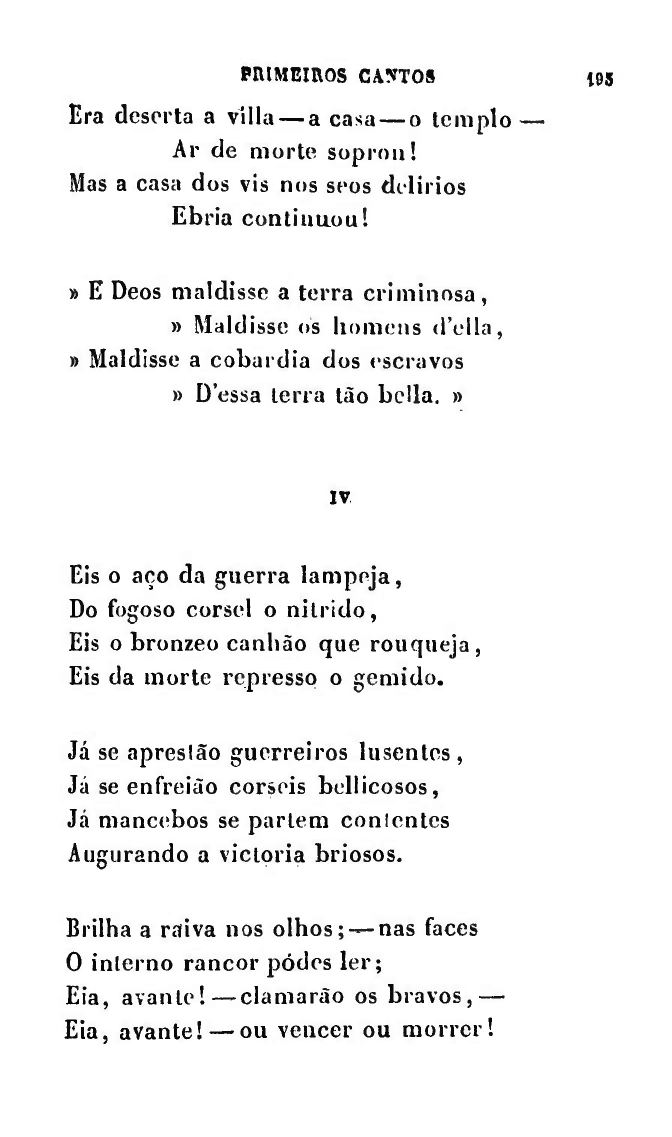 PRIMEIROS CANTOS 195
Era deserta a villa — a casa — o templo —
Ar de morte soprou!
Mas a casa dos vis nos seos delirios
Ebria continuou!
» E Deos maldisse a terra criminosa,
» Maldisse os homens d'ella,
» Maldisse a cobardia dos escravos
» D'essa terra tão bella. »
IV
Eis o aço da guerra lampeja,
Do fogoso corsel o nitrido,
Eis o bronzeo canhão que rouqueja,
Eis da morte represso o gemido.
Já se aprestão guerreiros lusentes,
Já se enfreião corseis bellicosos,
Já mancebos se partem contentes
Augurando a victoria briosos.
Brilha a raiva nos olhos; — nas faces
O interno rancor pódes ler;
Eia, avante! — clamarão os bravos, —
Eia, avante! — ou vencer ou morrer!